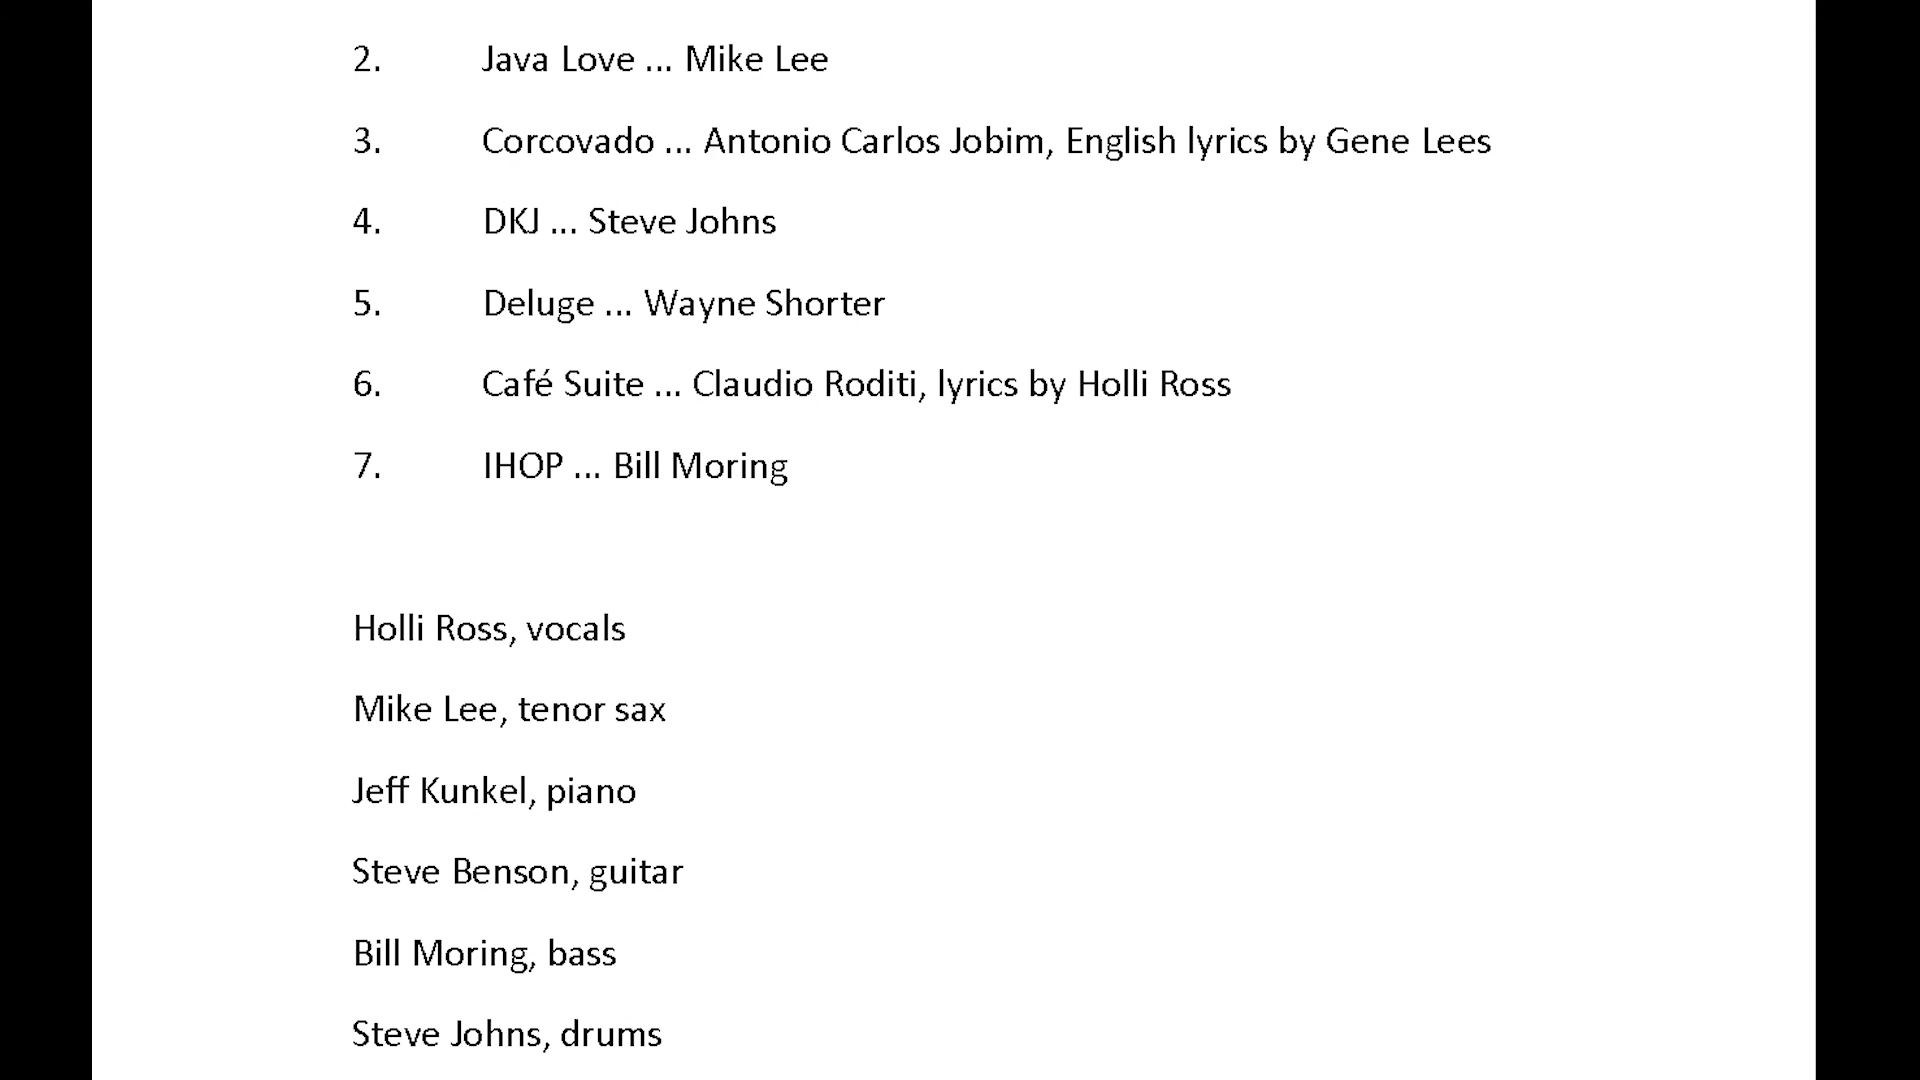 2. Java Love ... Mike Lee
3. Corcovado ... Antonio Carlos Jobim, English lyrics by Gene Lees
4. DKJ ... Steve Johns
5. Deluge ... Wayne Shorter
6. Café Suite ... Claudio Roditi, lyrics by Holli Ross
7. IHOP ... Bill Moring
Holli Ross, vocals
Mike Lee, tenor sax
Jeff Kunkel, piano
Steve Benson, guitar
Bill Moring, bass
Steve Johns, drums